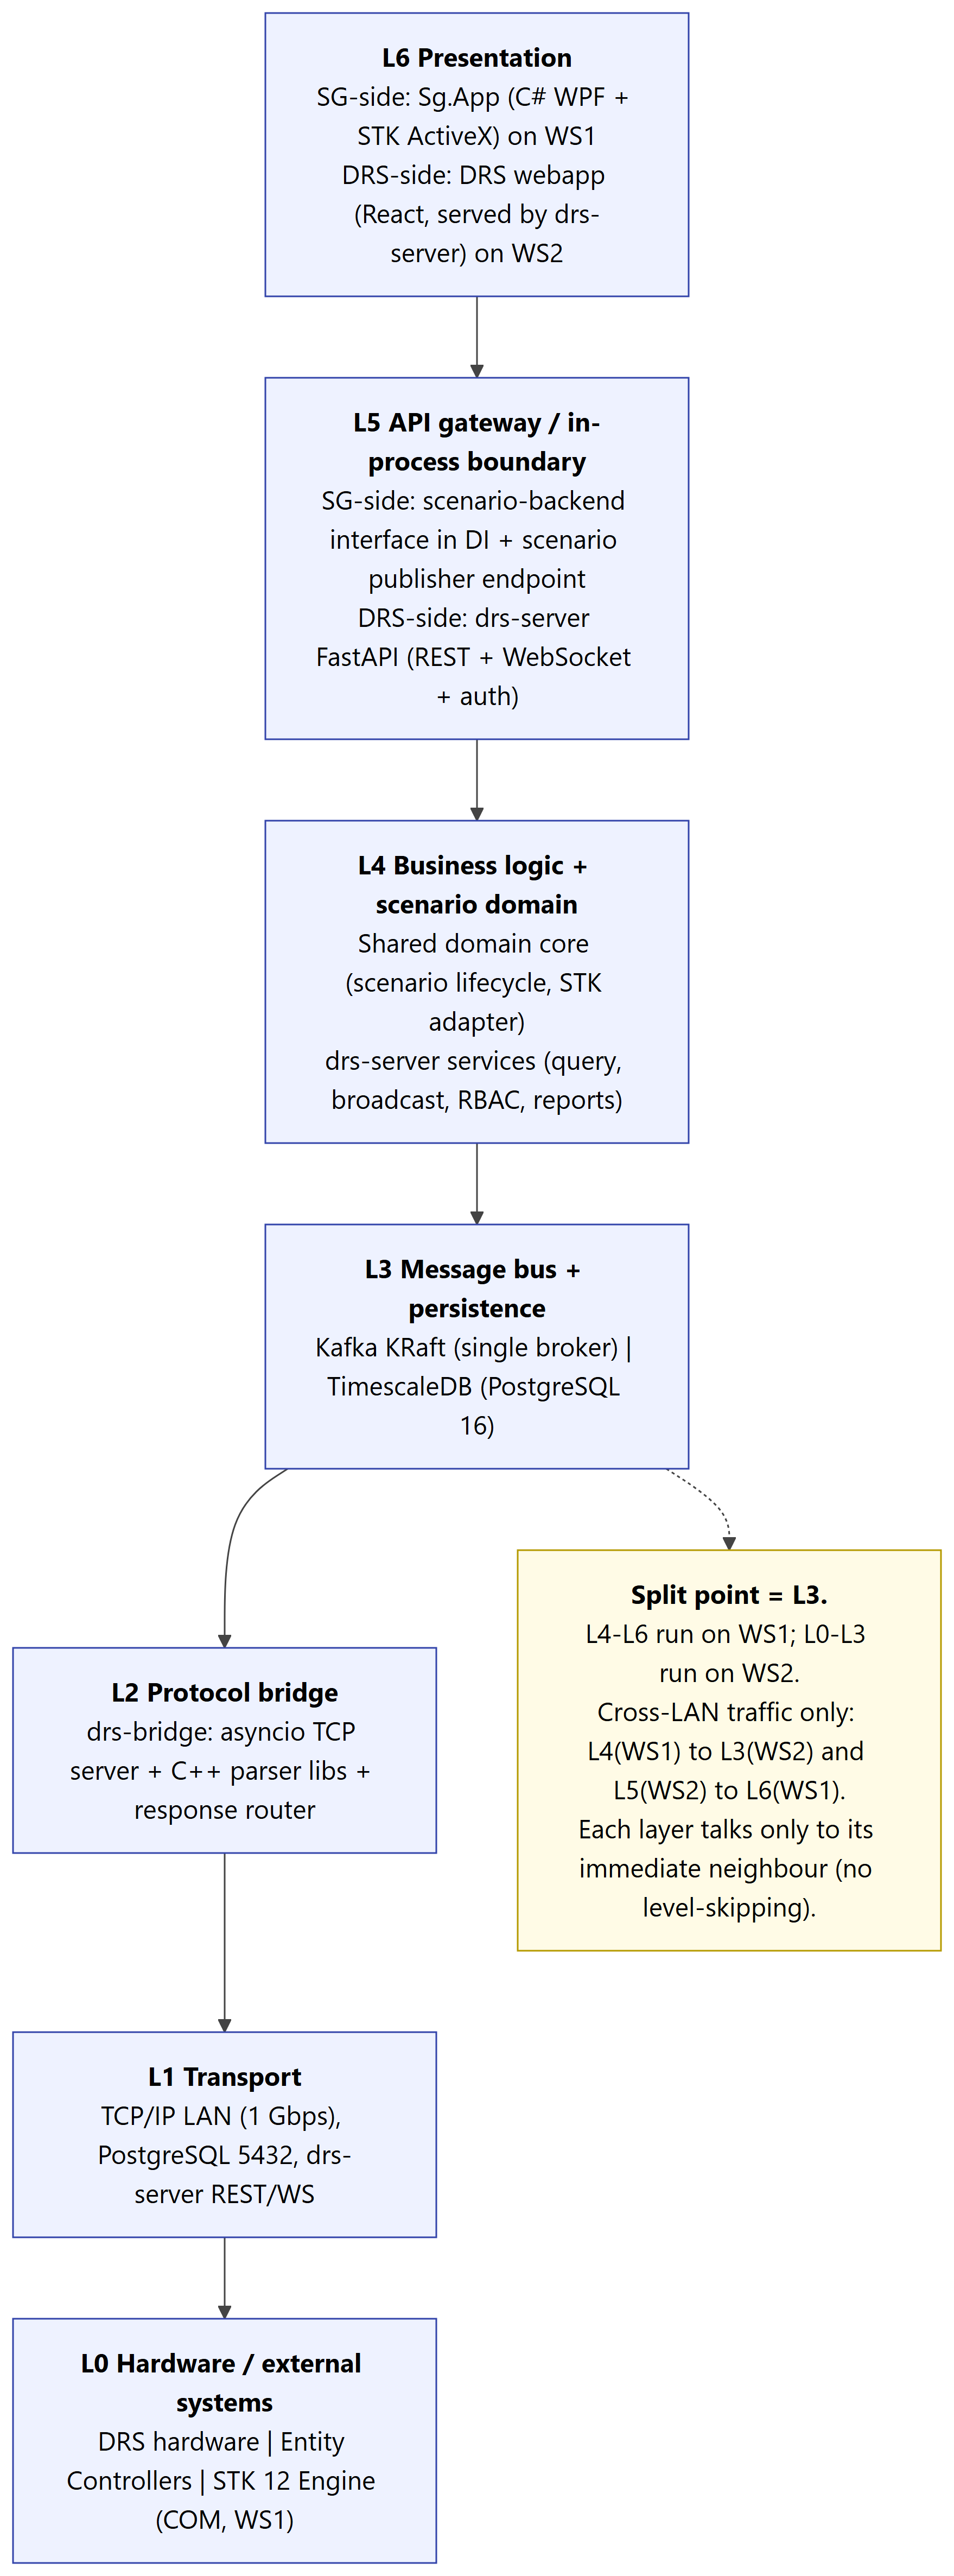 L6 Presentation
SG-side: Sg.App (C# WPF +
STK ActiveX) on WS1
DRS-side: DRS webapp
(React, served by drs-
server) on WS2
L5 API gateway / in-
process boundary
SG-side: scenario-backend
interface in DI + scenario
publisher endpoint
DRS-side: drs-server
FastAPI (REST + WebSocket
+ auth)
L4 Business logic +
scenario domain
Shared domain core
(scenario lifecycle, STK
adapter)
drs-server services (query,
broadcast, RBAC, reports)
L3 Message bus +
persistence
Kafka KRaft (single broker) |
TimescaleDB (PostgreSQL
16)
Split point = L3.
L4-L6 run on WS1; L0-L3
run on WS2.
Cross-LAN traffic only:
L4(WS1) to L3(WS2) and
L5(WS2) to L6(WS1).
Each layer talks only to its
immediate neighbour (no
level-skipping).
L2 Protocol bridge
drs-bridge: asyncio TCP
server + C++ parser libs +
response router
L1 Transport
TCP/IP LAN (1 Gbps),
PostgreSQL 5432, drs-
server REST/WS
L0 Hardware / external
systems
DRS hardware | Entity
Controllers | STK 12 Engine
(COM, WS1)